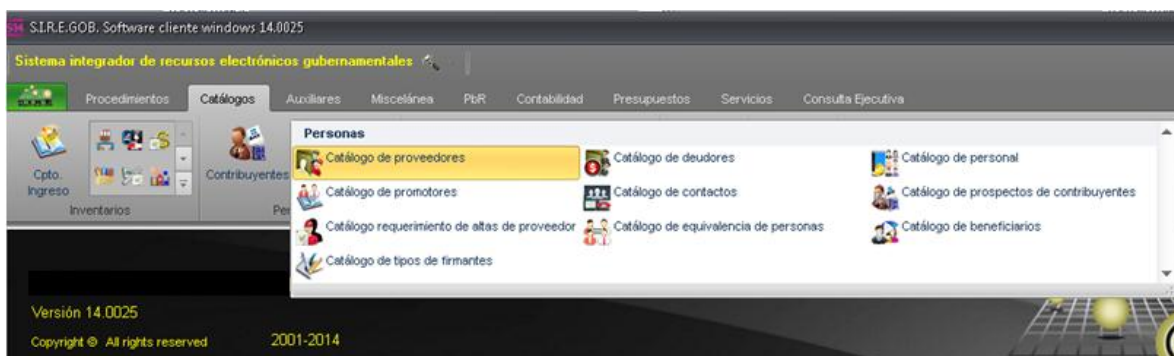 S.I.R.E.GOB. Software cliente windows 14.0025
Sistema integrador de recursos electrónicos gubernamentales
Procedimientos Catálogos Auxiliares Miscelánea PbR Contabilidad Presupuestos Servicios Consulta Ejecutiva
Personas
Catálogo de proveedores Catálogo de deudores Catálogo de personal
Cpto. Ingreso Contribuyentes
Catálogo de promotores Catálogo de contactos Catálogo de prospectos de contribuyentes
Inventarios
Catálogo requerimiento de altas de proveedor Catálogo de equivalencia de personas Catálogo de beneficiarios
Catálogo de tipos de firmantes
Versión 14.0025
Copyright © All rights reserved 2001-2014